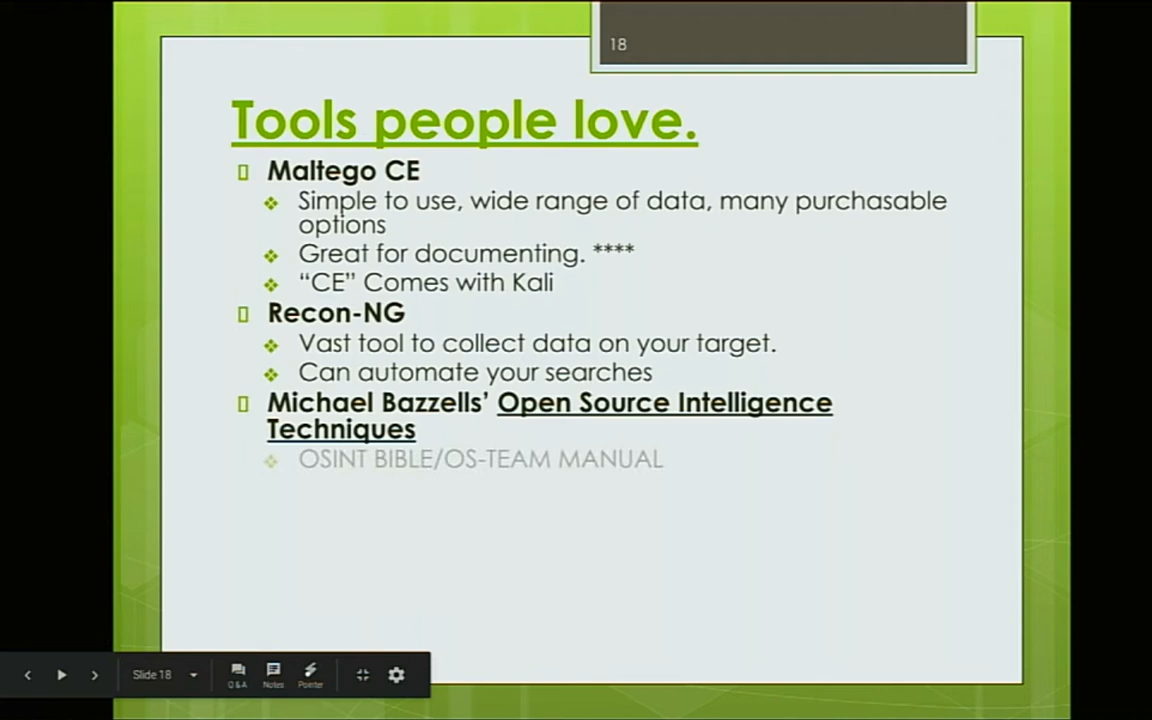 18
Tools people love.
Maltego CE
Simple to use, wide range of data, many purchasable
options
Great for documenting. ****
“CE” Comes with Kali
Recon-NG
Vast tool to collect data on your target.
Can automate your searches
Michael Bazzells’ Open Source Intelligence
Techniques
OSINT BIBLE/OS-TEAM MANUAL
Slide 18
Q & A Notes Pointer